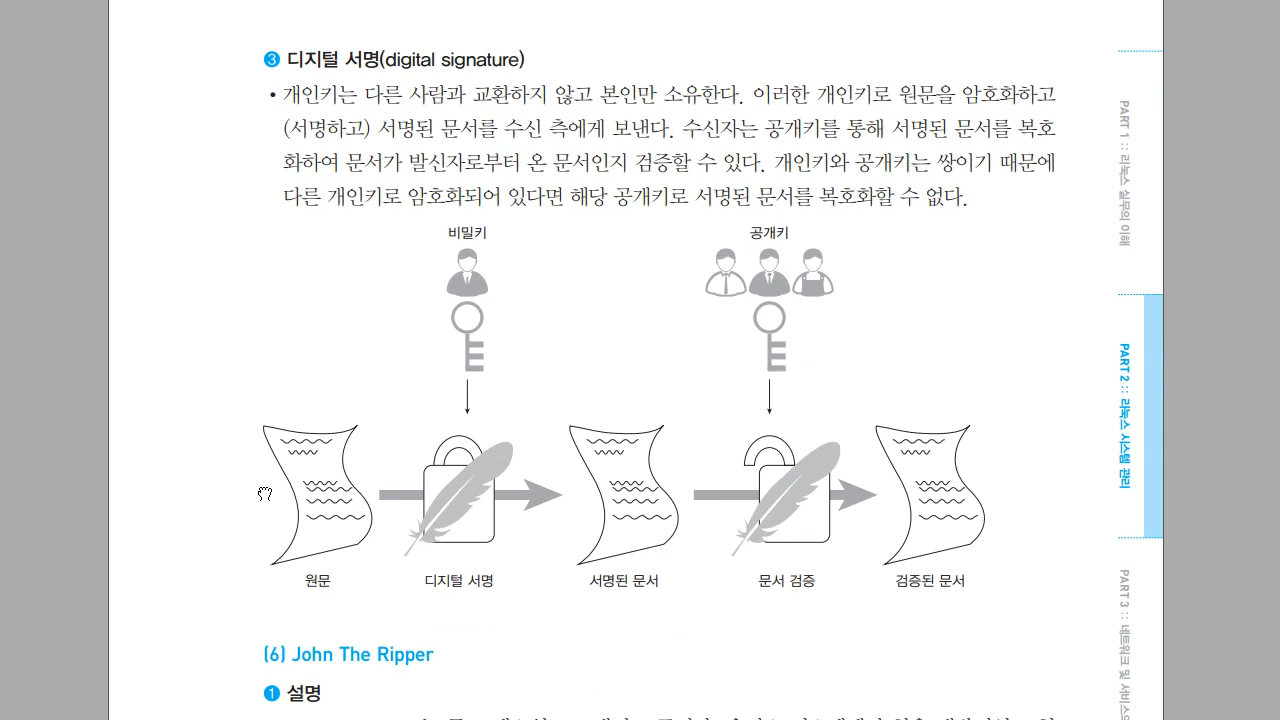 ❸ 디지털 서명(digital signature)
• 개인키는 다른 사람과 교환하지 않고 본인만 소유한다. 이러한 개인키로 원문을 암호화하고
(서명하고) 서명된 문서를 수신 측에게 보낸다. 수신자는 공개키를 통해 서명된 문서를 복호
화하여 문서가 발신자로부터 온 문서인지 검증할 수 있다. 개인키와 공개키는 쌍이기 때문에
다른 개인키로 암호화되어 있다면 해당 공개키로 서명된 문서를 복호화할 수 없다.
비밀키
공개키
원문
디지털 서명
서명된 문서
문서 검증
검증된 문서
(6) John The Ripper
❶ 설명
PART 1 :: 리눅스 실무의 이해
PART 2 :: 리눅스 시스템 관리
PART 3 :: 네트워크 및 서비스의